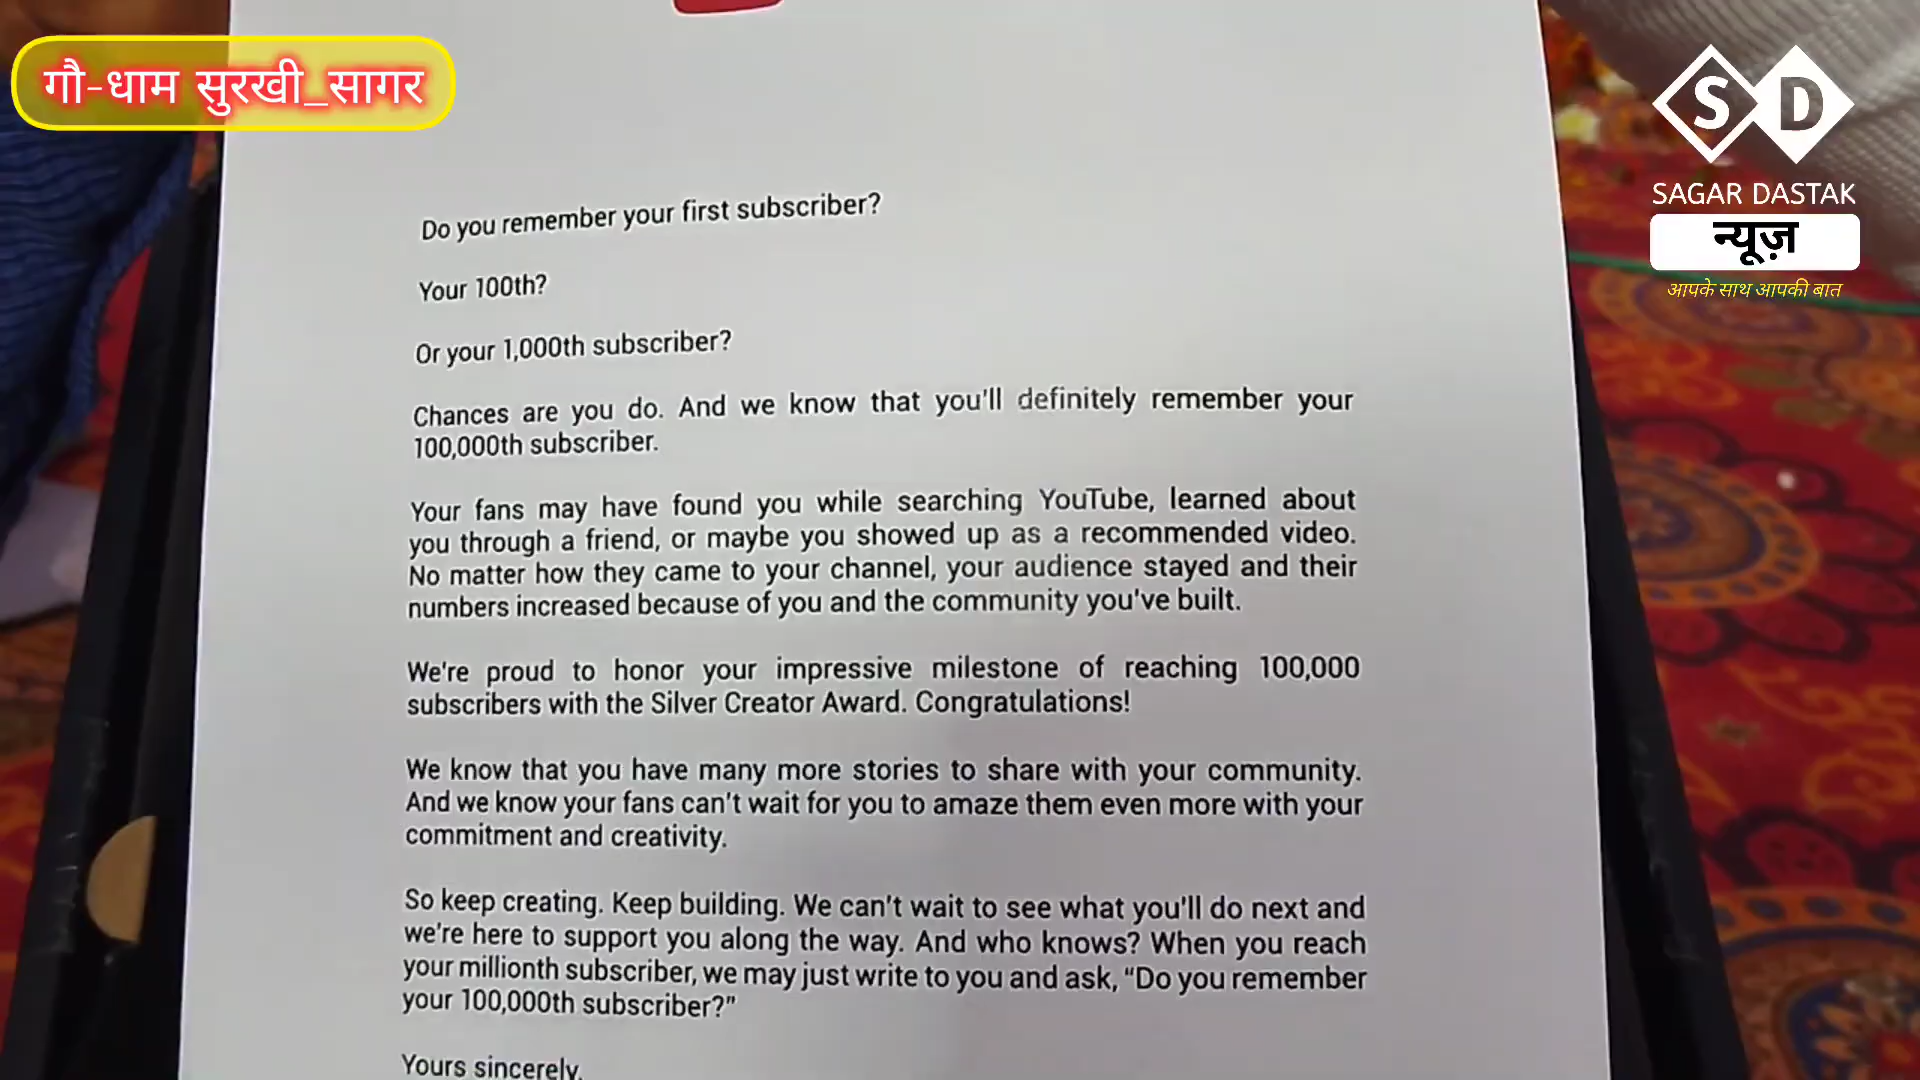 गौ-धाम सुरखी_सागर
SD
SAGAR DASTAK
न्यूज़
आपके साथ आपकी बात
Do you remember your first subscriber?
Your 100th?
Or your 1,000th subscriber?
Chances are you do. And we know that you'll definitely remember your
100,000th subscriber.
Your fans may have found you while searching YouTube, learned about
you through a friend, or maybe you showed up as a recommended video.
No matter how they came to your channel, your audience stayed and their
numbers increased because of you and the community you've built.
We're proud to honor your impressive milestone of reaching 100,000
subscribers with the Silver Creator Award. Congratulations!
We know that you have many more stories to share with your community.
And we know your fans can't wait for you to amaze them even more with your
commitment and creativity.
So keep creating. Keep building. We can't wait to see what you'll do next and
we're here to support you along the way. And who knows? When you reach
your millionth subscriber, we may just write to you and ask, “Do you remember
your 100,000th subscriber?”
Yours sincerely,